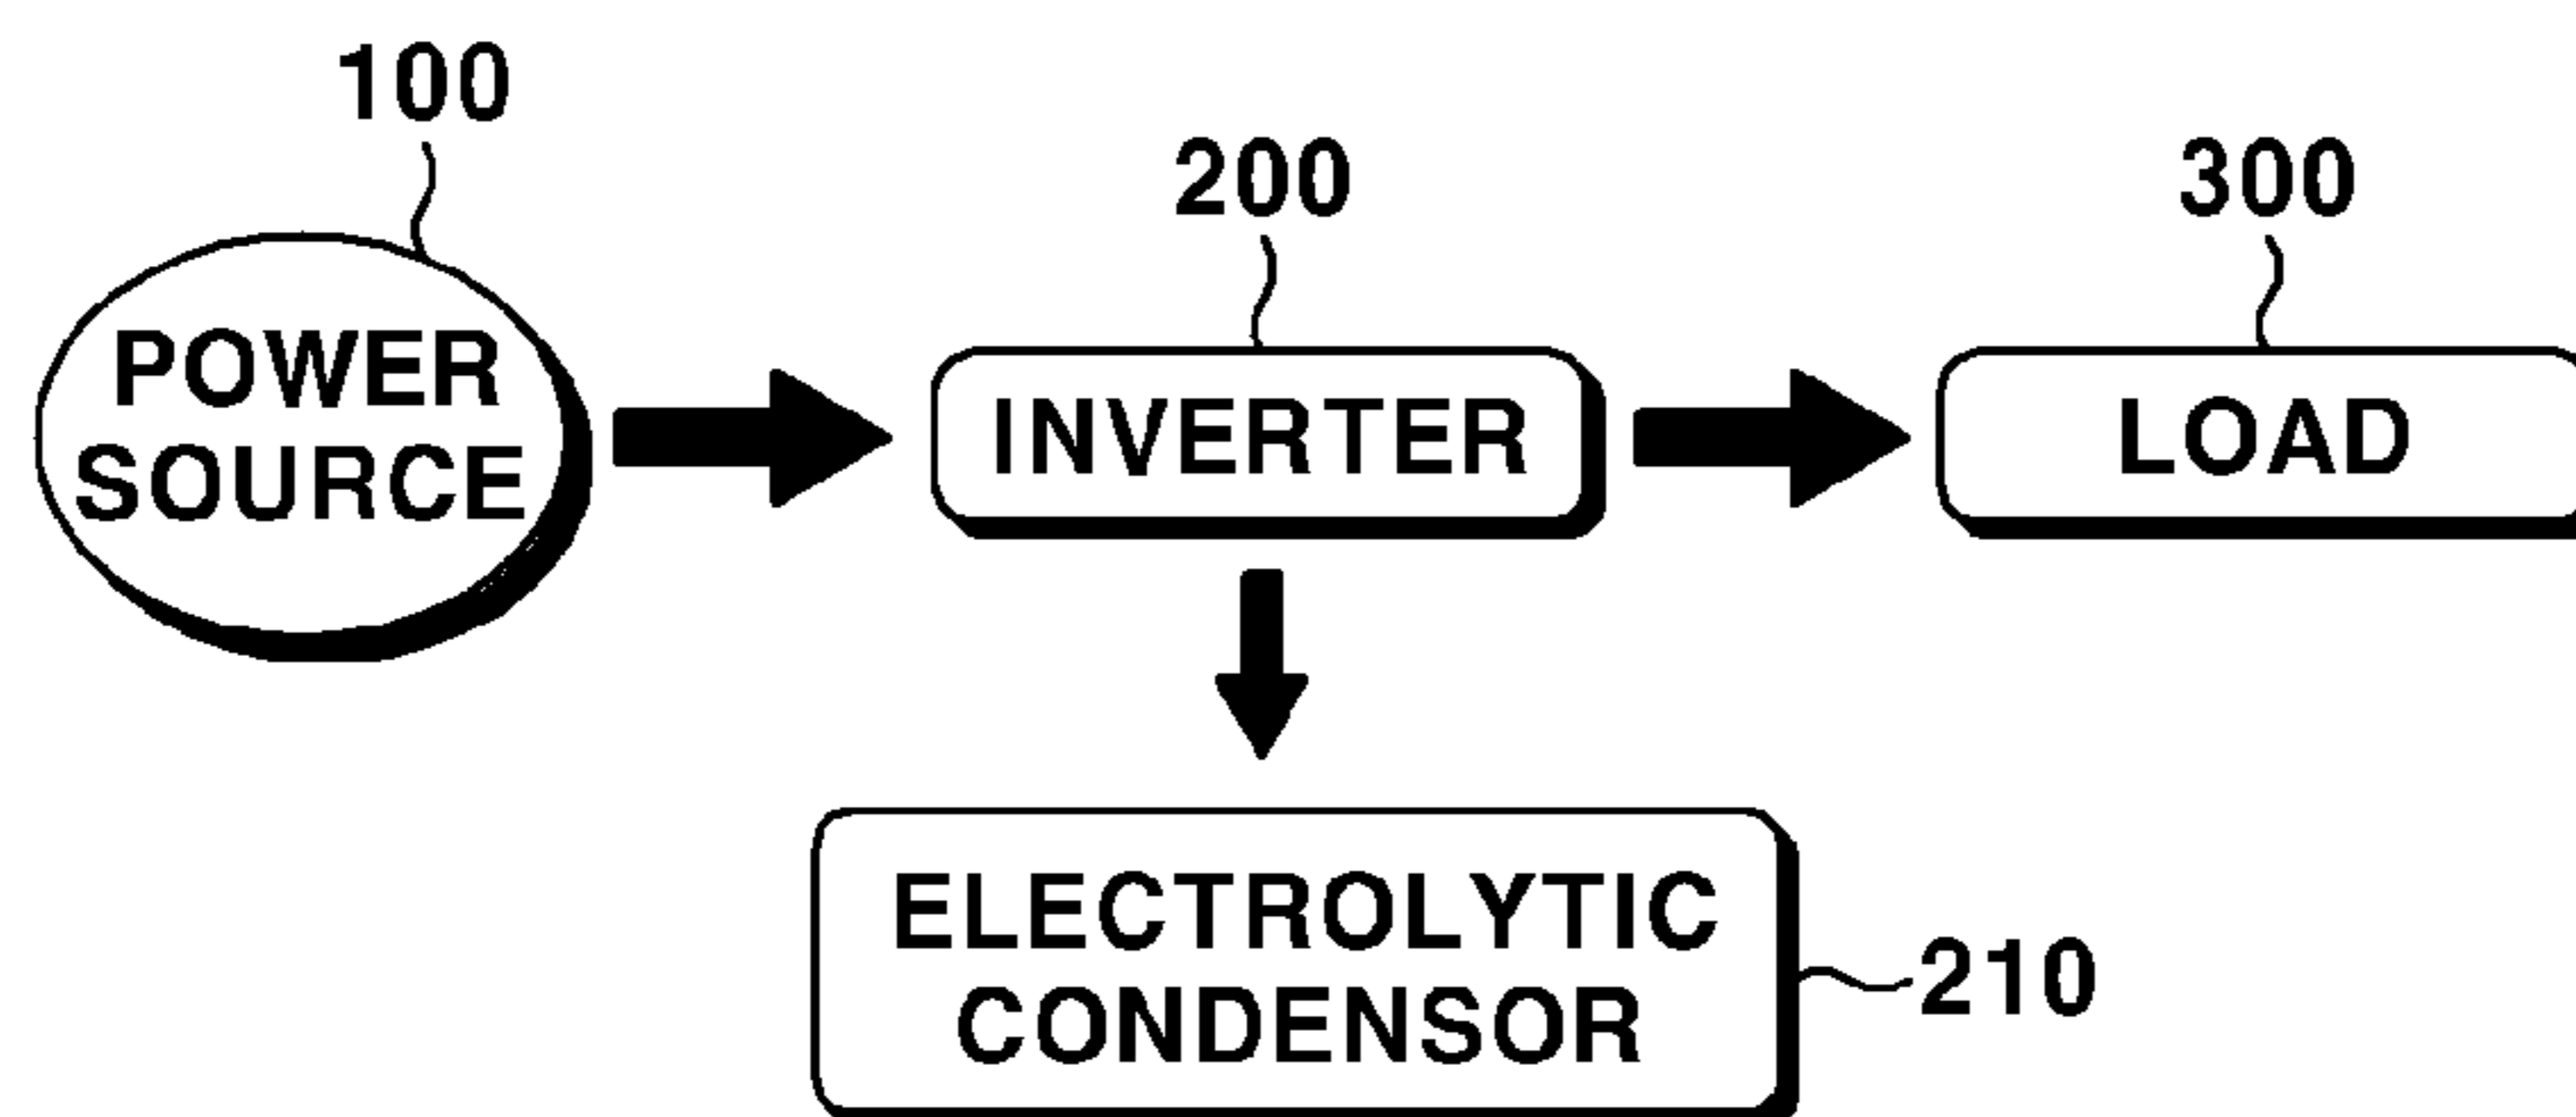 100
200
300
POWER
SOURCE
INVERTER
LOAD
ELECTROLYTIC
CONDENSOR
210